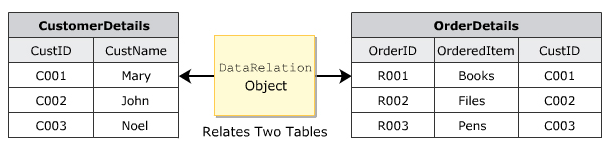 CustomerDetails
CustID CustName
C001 Mary
C002 John
C003 Noel
DataRelation
Object
Relates Two Tables
OrderDetails
OrderID OrderedItem CustID
R001 Books C001
R002 Files C002
R003 Pens C003